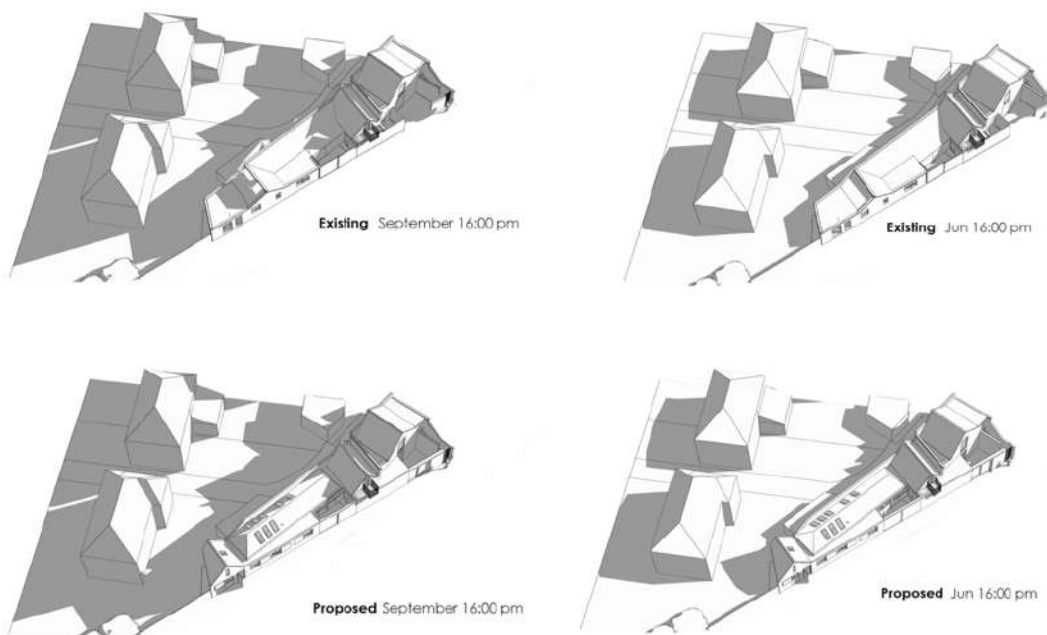 Existing September 16:00 pm
Existing Jun 16:00 pm
Proposed September 16:00 pm
Proposed Jun 16:00 pm